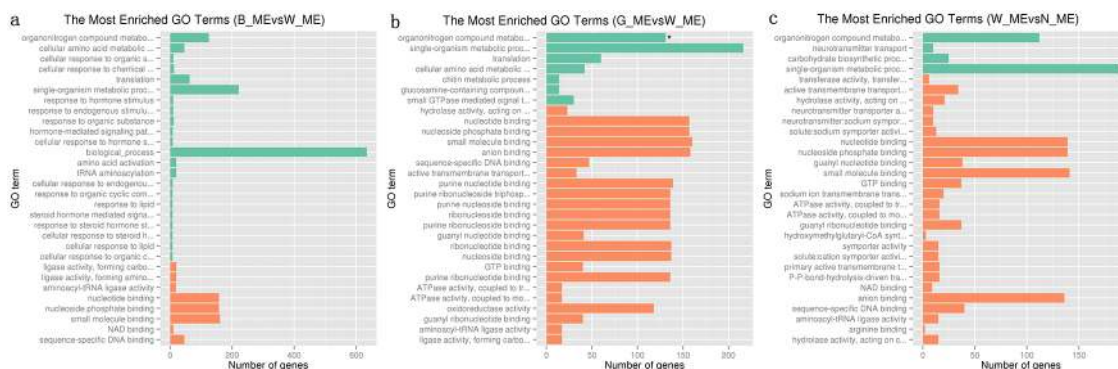 a
The Most Enriched GO Terms (B_MEvsW_ME)
GO term
organonitrogen compound metabo...
cellular amino acid metabolic ...
cellular response to organic s...
cellular response to chemical ...
translation
single-organism metabolic proc...
response to hormone stimulus
response to endogenous stimulu...
response to organic substance
hormone-mediated signaling pat...
cellular response to hormone s...
biological_process
amino acid activation
tRNA aminoacylation
cellular response to endogenou...
response to organic cyclic com...
response to lipid
steroid hormone mediated signa...
response to steroid hormone st...
cellular response to steroid h...
cellular response to lipid
cellular response to organic c...
ligase activity, forming carbo...
ligase activity, forming amino...
aminoacyl-tRNA ligase activity
nucleotide binding
nucleoside phosphate binding
small molecule binding
NAD binding
sequence-specific DNA binding
0 200 400 600
Number of genes
b
The Most Enriched GO Terms (G_MEvsW_ME)
GO term
organonitrogen compound metabo...
*
single-organism metabolic proc...
translation
cellular amino acid metabolic ...
chitin metabolic process
glucosamine-containing compoun...
small GTPase mediated signal t...
hydrolase activity, acting on ...
nucleotide binding
nucleoside phosphate binding
small molecule binding
anion binding
sequence-specific DNA binding
active transmembrane transport...
purine nucleotide binding
purine ribonucleoside triphosp...
purine nucleoside binding
ribonucleoside binding
purine ribonucleoside binding
guanyl nucleotide binding
ribonucleotide binding
nucleoside binding
GTP binding
purine ribonucleotide binding
ATPase activity, coupled to tr...
ATPase activity, coupled to mo...
oxidoreductase activity
guanyl ribonucleotide binding
aminoacyl-tRNA ligase activity
ligase activity, forming carbo...
0 50 100 150 200
Number of genes
c
The Most Enriched GO Terms (W_MEvsN_ME)
GO term
organonitrogen compound metabo...
neurotransmitter transport
carbohydrate biosynthetic proc...
single-organism metabolic proc...
transferase activity, transfer...
active transmembrane transport...
hydrolase activity, acting on ...
neurotransmitter transporter a...
neurotransmitter:sodium sympor...
solute:sodium symporter activi...
nucleotide binding
nucleoside phosphate binding
guanyl nucleotide binding
small molecule binding
GTP binding
sodium ion transmembrane trans...
ATPase activity, coupled to tr...
ATPase activity, coupled to mo...
guanyl ribonucleotide binding
hydroxymethylglutaryl-CoA synt...
symporter activity
solute:cation symporter activi...
primary active transmembrane t...
P-P-bond-hydrolysis-driven tra...
NAD binding
anion binding
sequence-specific DNA binding
aminoacyl-tRNA ligase activity
arginine binding
hydrolase activity, acting on c...
0 50 100 150
Number of genes